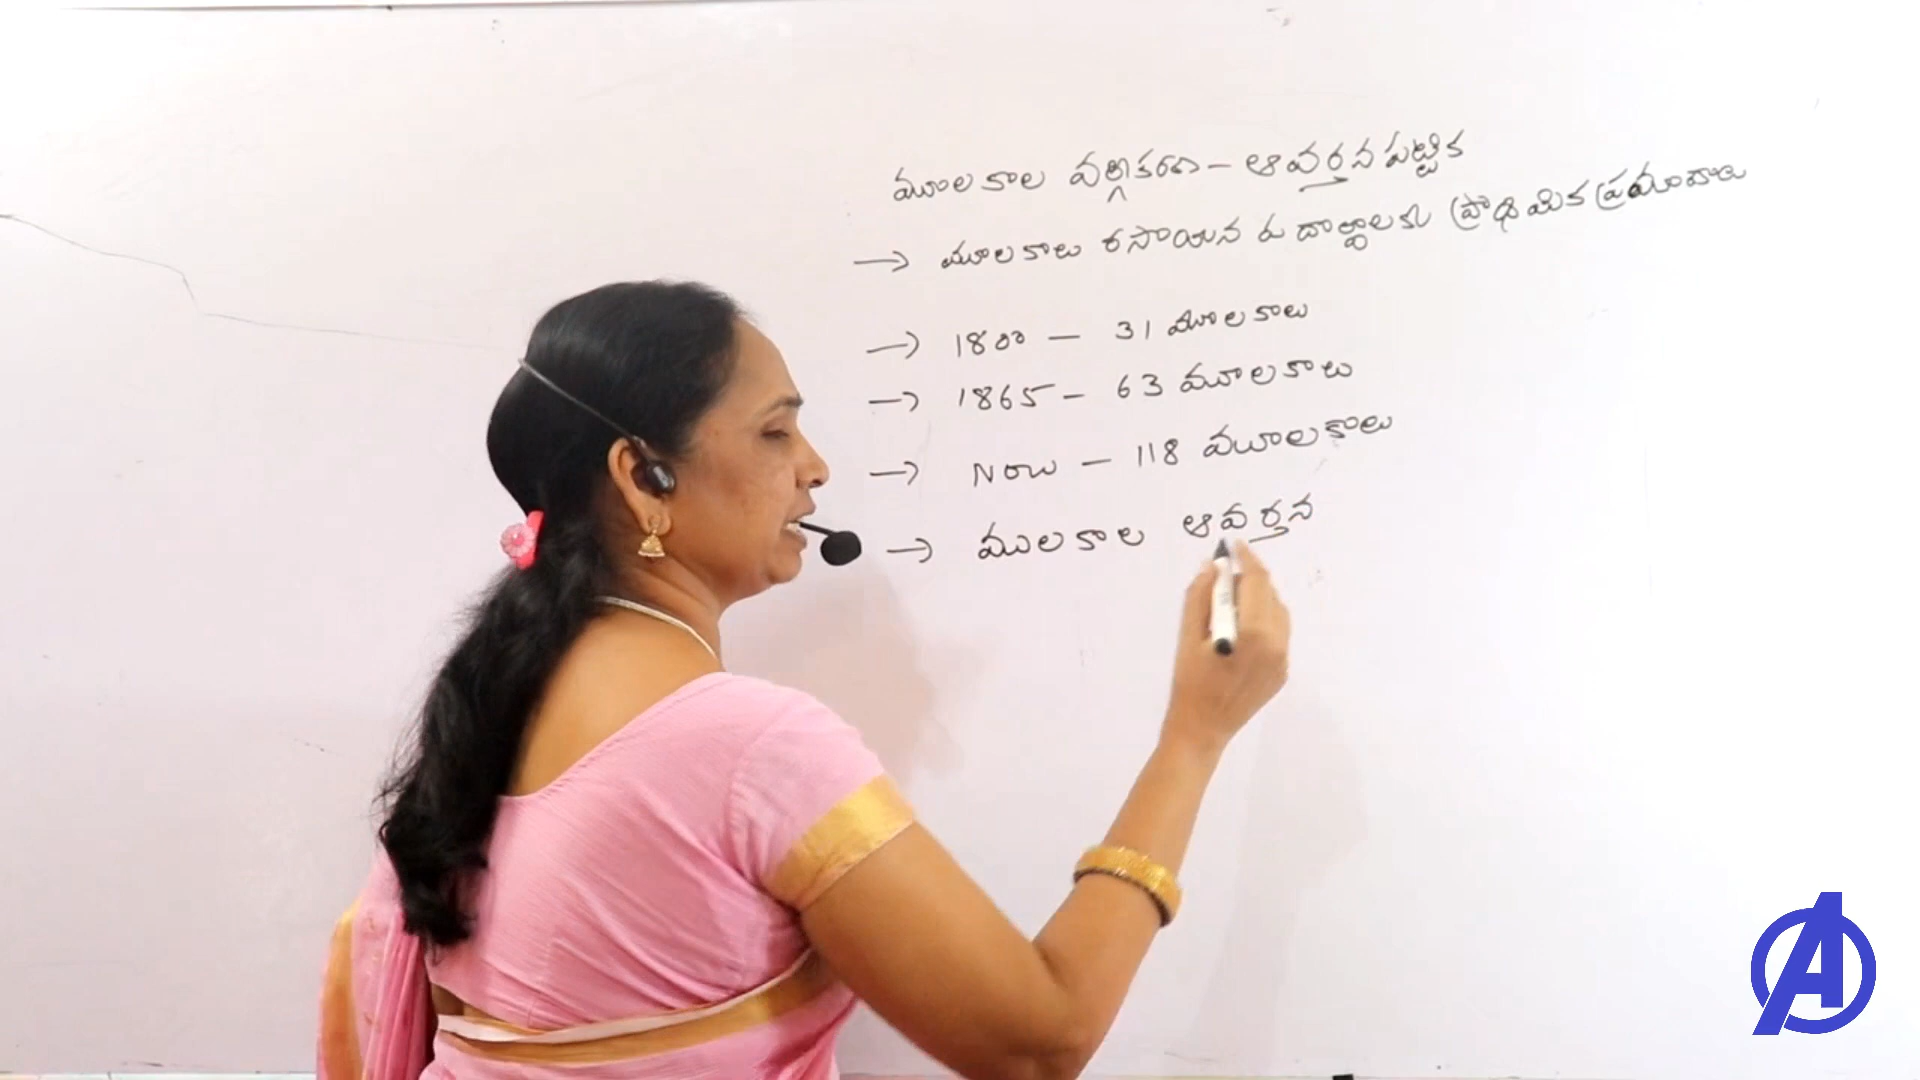 మూలకాల వర్గికరణ - ఆవర్తన పట్టిక
→ మూలకాలు రసాయన పదార్థాలకు ప్రాథమిక ప్రమాణాలు
→ 1800 - 31 మూలకాలు
→ 1865 - 63 మూలకాలు
→ Now - 118 మూలకాలు
→ ములకాల ఆవర్తన